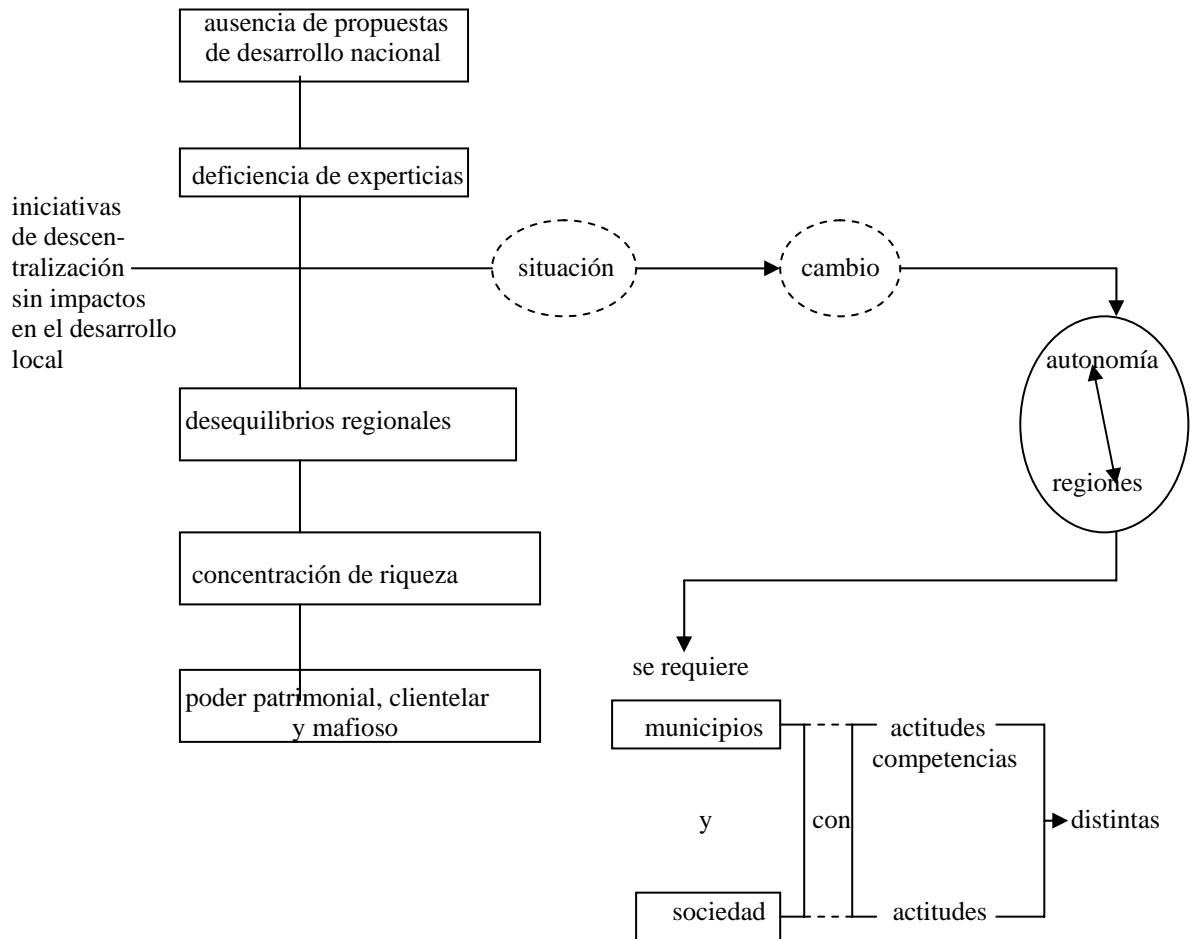 ausencia de propuestas
de desarrollo nacional
deficiencia de experticias
iniciativas
de descen-
tralización
sin impactos
en el desarrollo
local
situación
cambio
autonomía
regiones
desequilibrios regionales
concentración de riqueza
poder patrimonial, clientelar
y mafioso
se requiere
municipios
actitudes
competencias
y
con
distintas
sociedad
actitudes